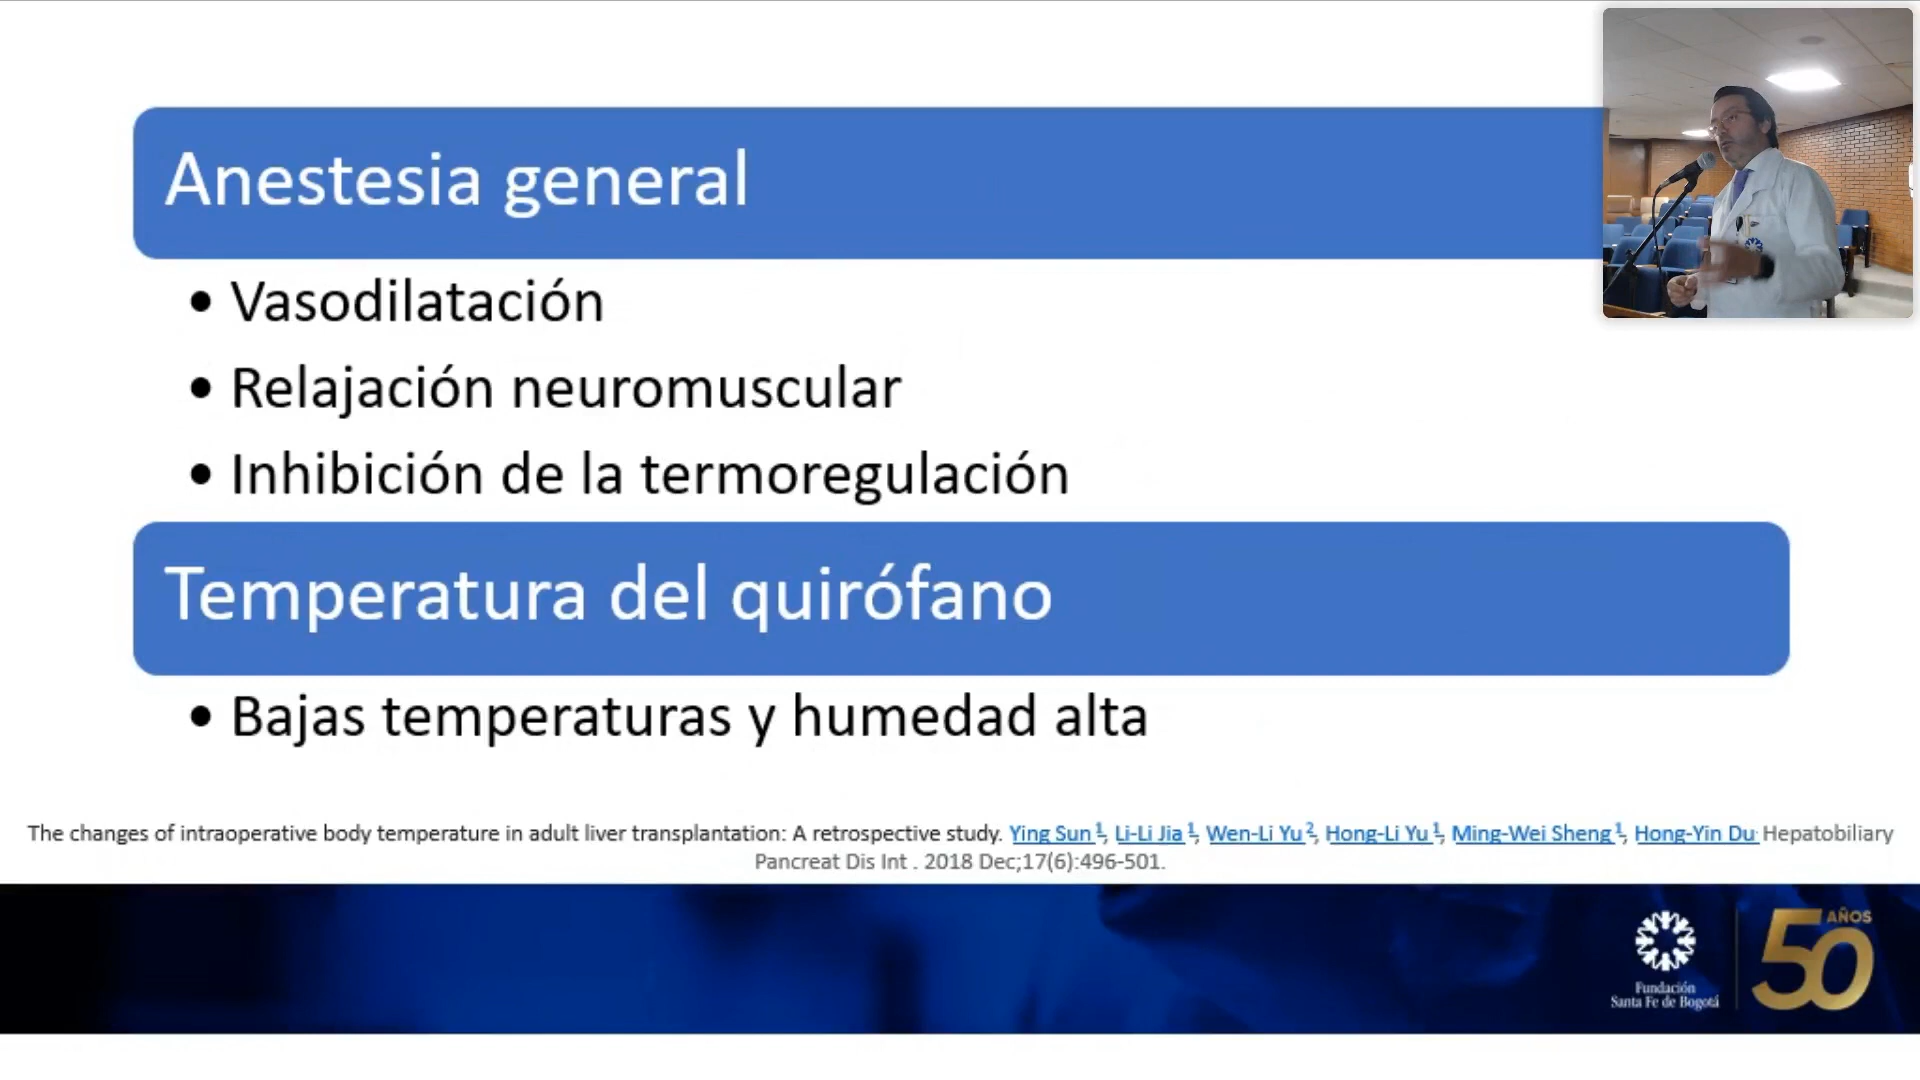 Anestesia general
• Vasodilatación
• Relajación neuromuscular
• Inhibición de la termoregulación
Temperatura del quirófano
• Bajas temperaturas y humedad alta
The changes of intraoperative body temperature in adult liver transplantation: A retrospective study. Ying Sun 1, Li-Li Jia 1, Wen-Li Yu 2, Hong-Li Yu 1, Ming-Wei Sheng 1, Hong-Yin Du Hepatobiliary
Pancreat Dis Int . 2018 Dec;17(6):496-501.
Fundación
Santa Fe de Bogotá
50 AÑOS